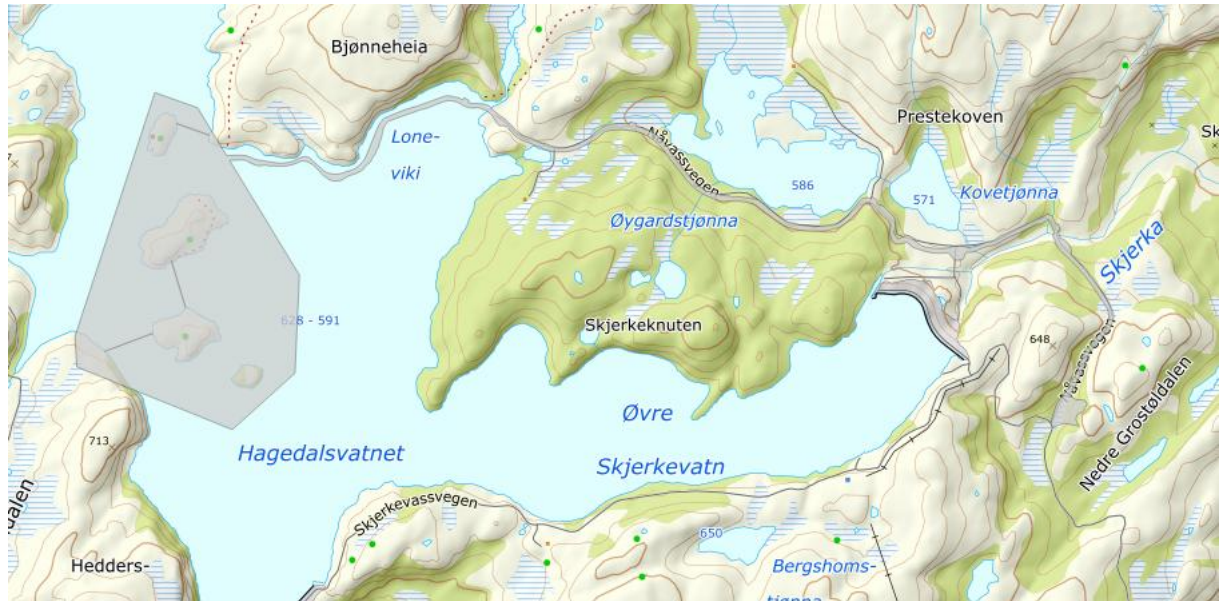 Bjønneheia
Lone-
viki
Nåvassvegen
Prestekoven
Sk
586
571
Kovetjønna
Øygardstjønna
Skjerka
628 - 591
Skjerkeknuten
648
Nåvassvegen
Nedre Grostøldalen
Øvre
Skjerkevatn
Hagedalsvatnet
713
dalen
Skjerkevassvegen
650
Hedders-
Bergshoms-
tjønna